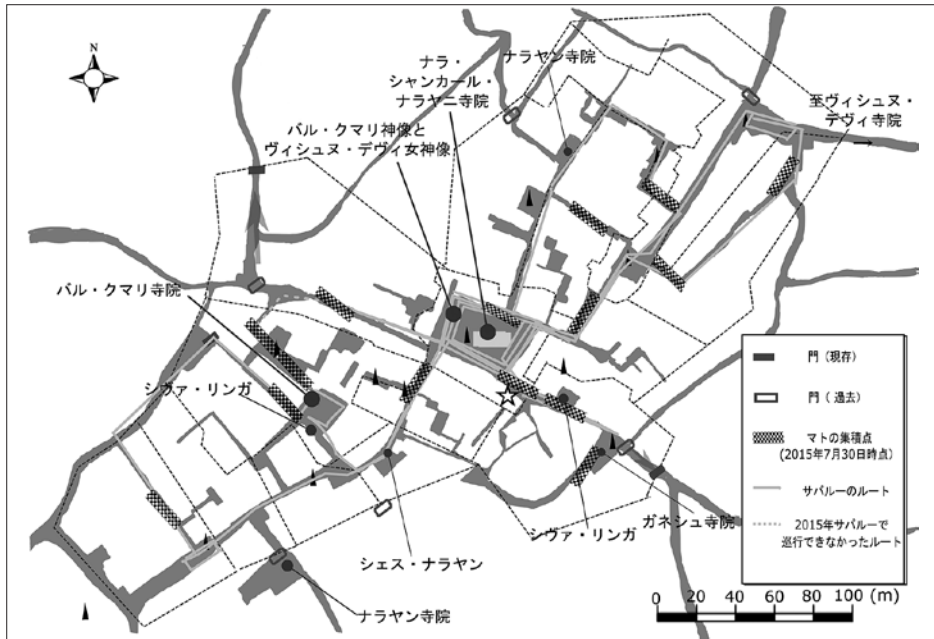 N
ナラ・
シャンカール・
ナラヤニ寺院
ナラヤン寺院
至ヴィシュヌ・
デヴィ寺院
バル・クマリ神像と
ヴィシュヌ・デヴィ女神像
バル・クマリ寺院
シヴァ・リンガ
シェス・ナラヤン
ナラヤン寺院
シヴァ・リンガ
ガネシュ寺院
門（現存）
門（過去）
マトの集積点
(2015年7月30日時点)
サパルーのルート
2015年サパルーで
巡行できなかったルート
0 20 40 60 80 100 (m)